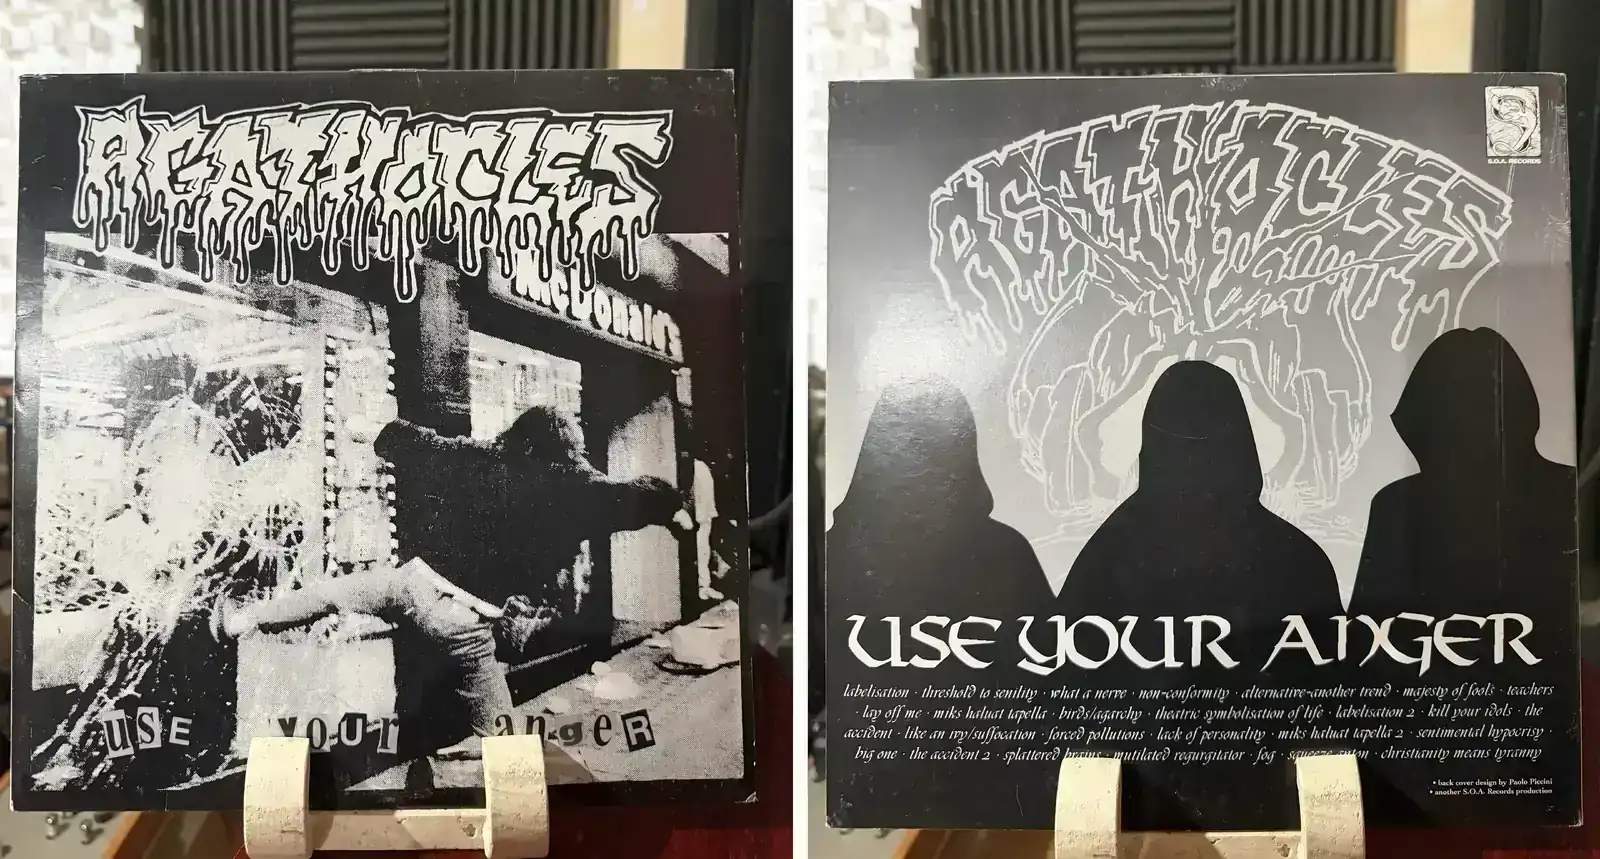 AGATHOCLES
McDonald's
USE your angeR
AGATHOCLES
S.O.A. RECORDS
USE YOUR ANGER
labelisation · threshold to senility · what a nerve · non-conformity · alternative-another trend · majesty of fools · teachers
· lay off me · miks haluat tapella · birds/agarchy · theatric symbolisation of life · labelisation 2 · kill your idols · the
accident · like an ivy/suffocation · forced pollutions · lack of personality · miks haluat tapella 2 · sentimental hypocrisy ·
big one · the accident 2 · splattered brains · mutilated regurgitator · fog · squeeze anton · christianity means tyranny
• back cover design by Paolo Piccini
• another S.O.A. Records production